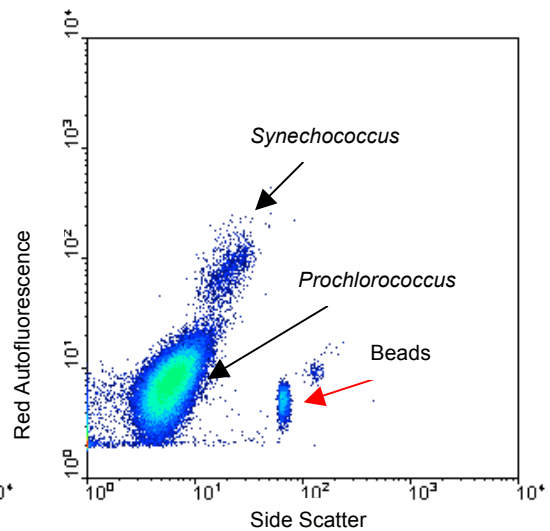 10⁴
Synechococcus
10³
Red Autofluorescence
10²
Prochlorococcus
10¹
Beads
10⁰
10⁰ 10¹ 10² 10³ 10⁴
Side Scatter